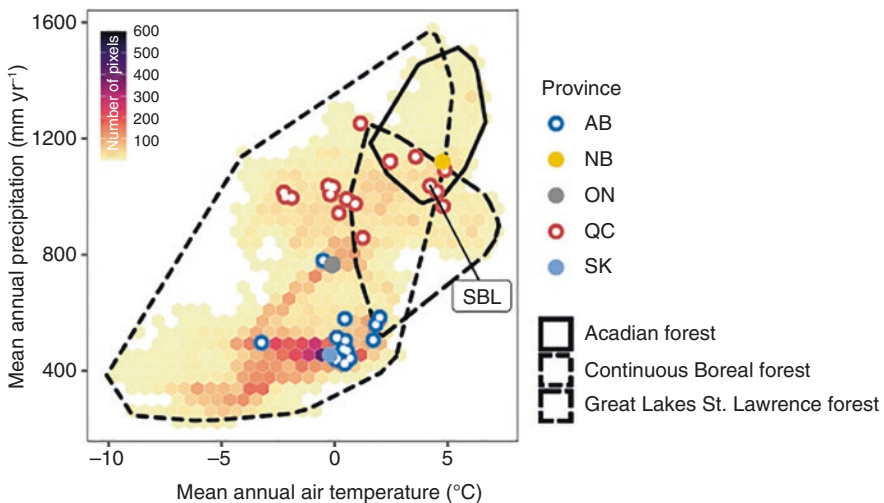 1600
1200
800
400
Mean annual precipitation (mm yr⁻¹)
Number of pixels
600
500
400
300
200
100
SBL
−10
−5
0
5
Mean annual air temperature (°C)
Province
AB
NB
ON
QC
SK
Acadian forest
Continuous Boreal forest
Great Lakes St. Lawrence forest